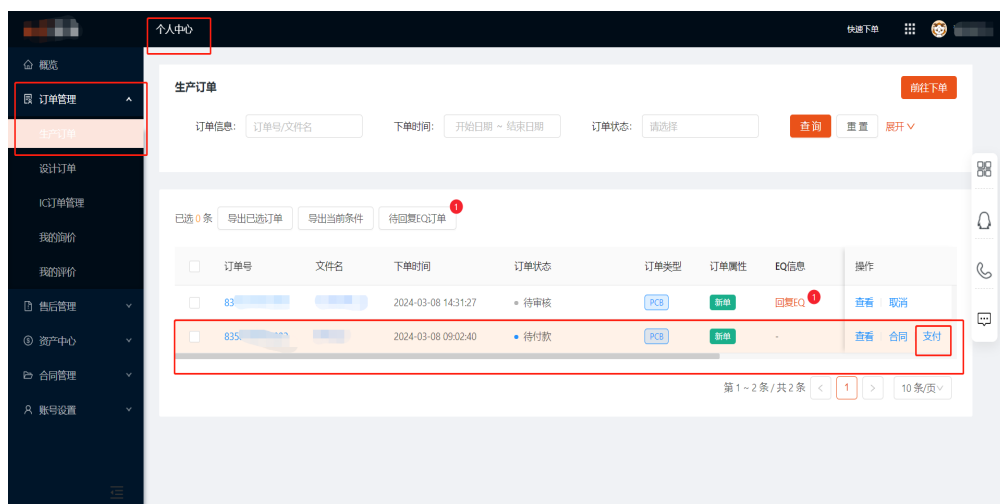 个人中心
快速下单
概览
订单管理
生产订单
设计订单
IC订单管理
我的询价
我的评价
售后管理
资产中心
合同管理
账号设置
生产订单
前往下单
订单信息: 订单号/文件名 下单时间: 开始日期 ~ 结束日期 订单状态: 请选择 查询 重置 展开
已选 0 条 导出已选订单 导出当前条件 待回复EQ订单 1
订单号 文件名 下单时间 订单状态 订单类型 订单属性 EQ信息 操作
83 2024-03-08 14:31:27 待审核 PCB 新单 回复EQ 1 查看 取消
835 2024-03-08 09:02:40 待付款 PCB 新单 - 查看 合同 支付
第 1 ~ 2 条 / 共 2 条 < 1 > 10 条/页